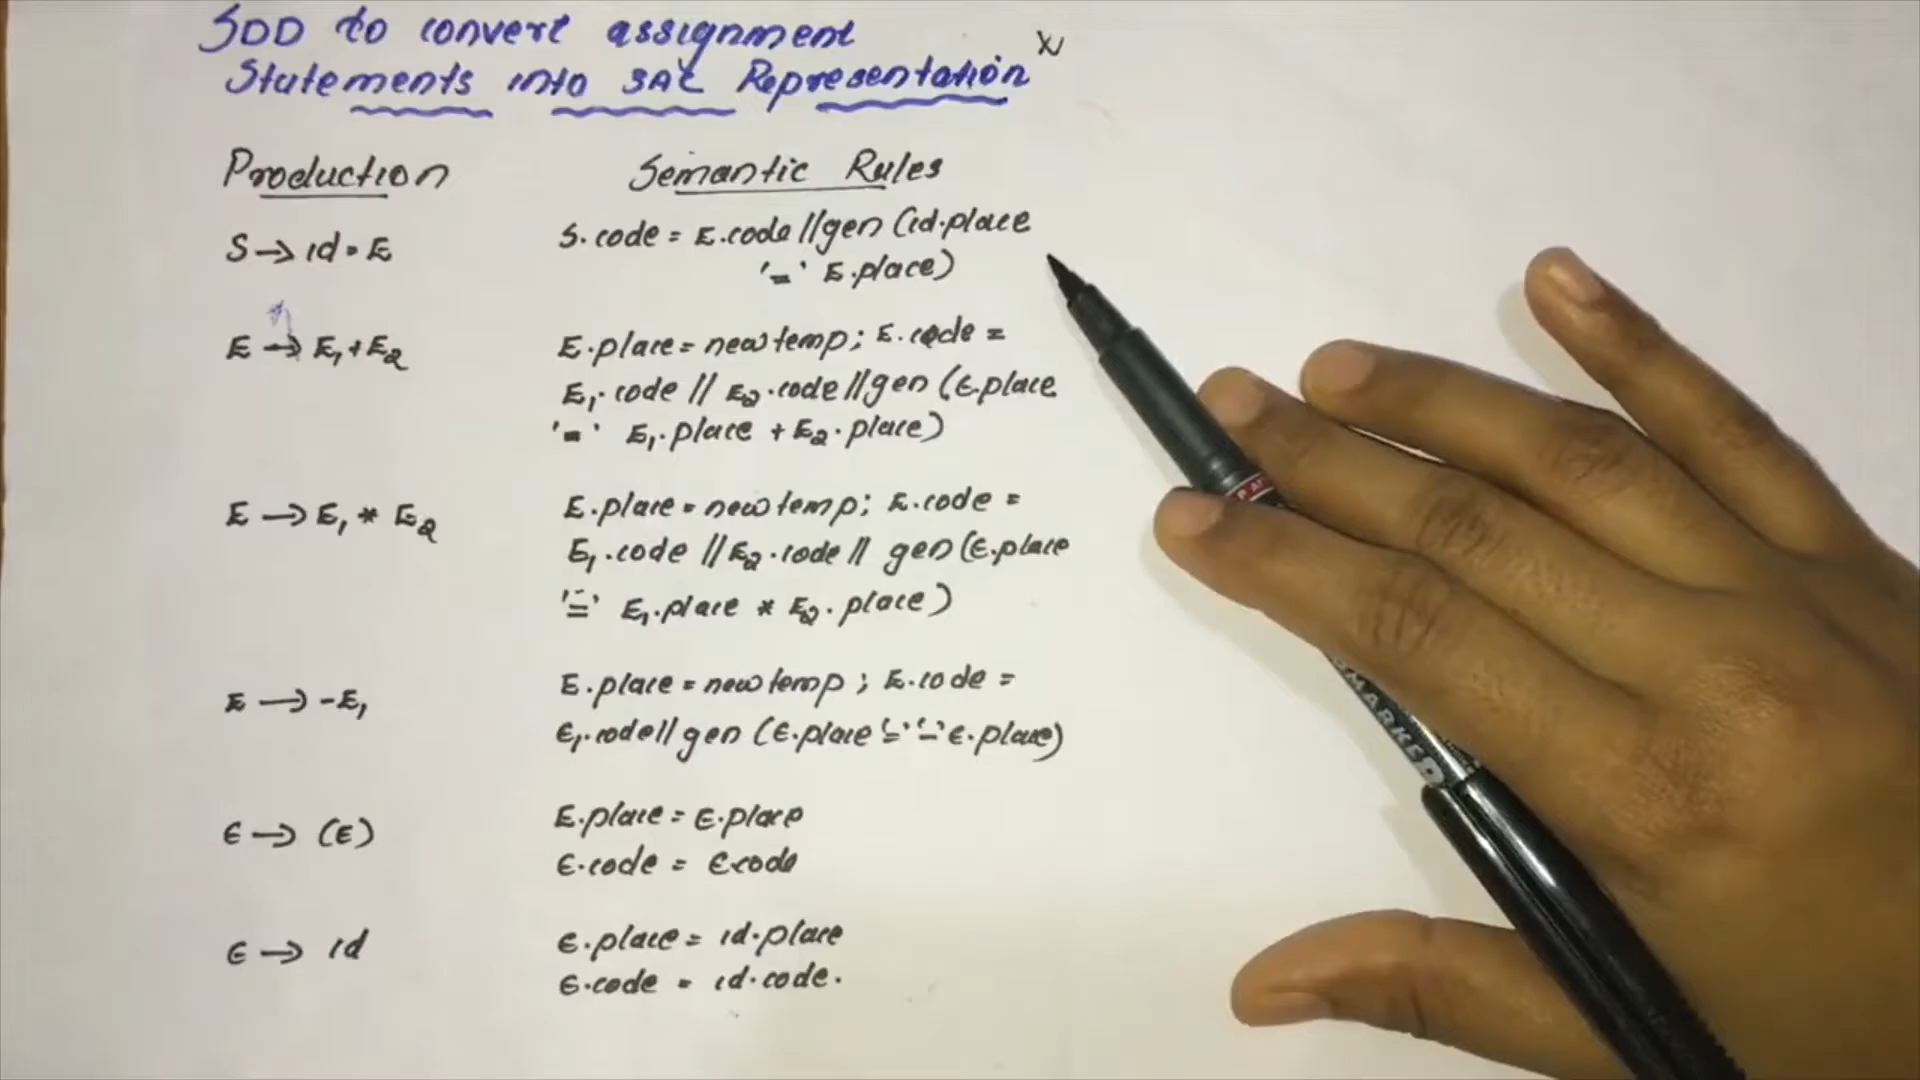 SDD to convert assignment
Statements into 3AC Representation
Production Semantic Rules
S → id = E S.code = E.code // gen (id.place
'=' E.place)
E → E₁ + E₂ E.place = newtemp; E.code =
E₁.code // E₂.code // gen (E.place
'=' E₁.place + E₂.place)
E → E₁ * E₂ E.place = newtemp; E.code =
E₁.code // E₂.code // gen (E.place
'=' E₁.place * E₂.place)
E → -E₁ E.place = newtemp; E.code =
E₁.code // gen (E.place '=' '-' E.place)
E → (E) E.place = E.place
E.code = E.code
E → id E.place = id.place
E.code = id.code.
MARKED